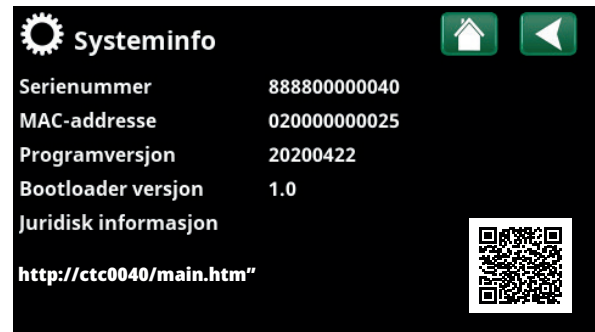 Systeminfo
Serienummer 888800000040
MAC-addresse 020000000025
Programversjon 20200422
Bootloader versjon 1.0
Juridisk informasjon
http://ctc0040/main.htm”